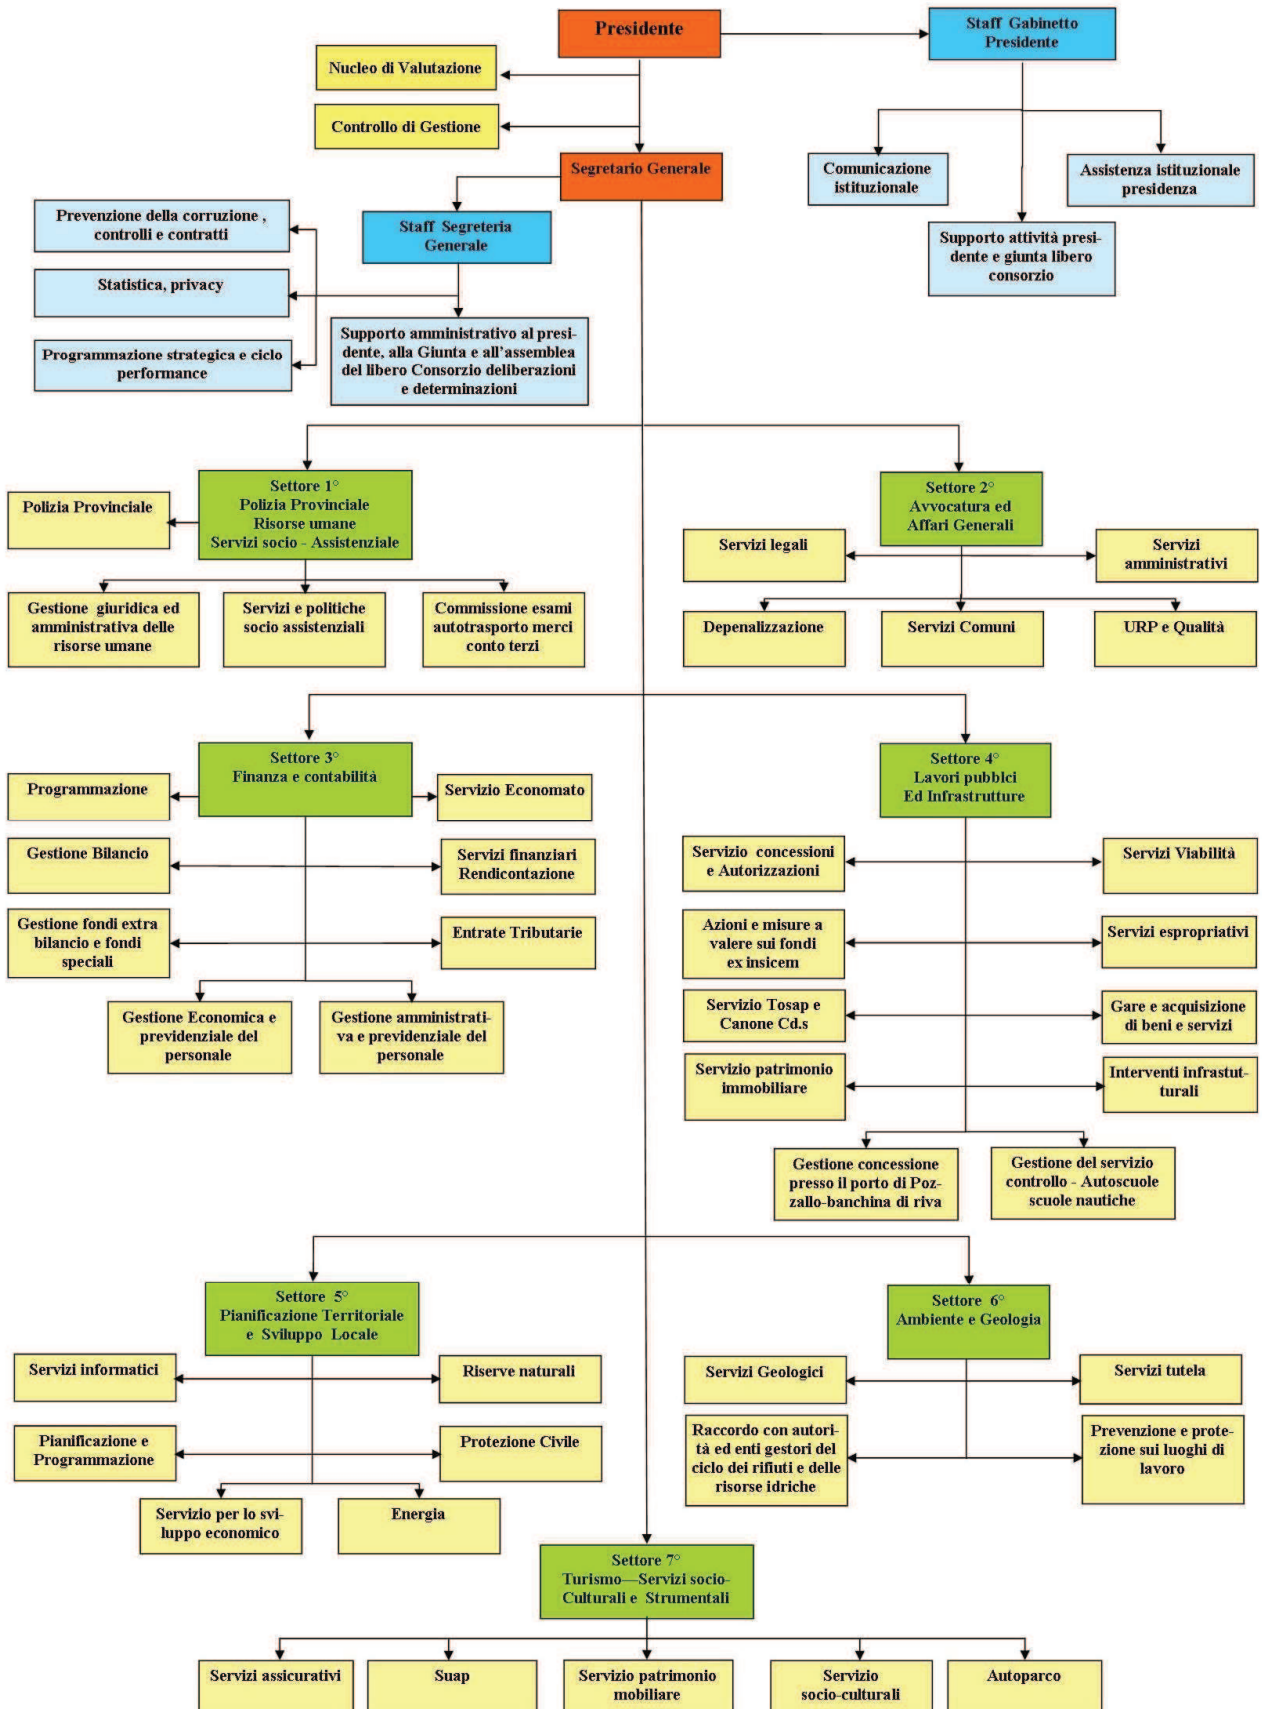 Presidente
Staff Gabinetto
Presidente
Nucleo di Valutazione
Controllo di Gestione
Segretario Generale
Comunicazione
istituzionale
Assistenza istituzionale
presidenza
Supporto attività presi-
dente e giunta libero
consorzio
Staff Segreteria
Generale
Prevenzione della corruzione ,
controlli e contratti
Statistica, privacy
Programmazione strategica e ciclo
performance
Supporto amministrativo al presi-
dente, alla Giunta e all'assemblea
del libero Consorzio deliberazioni
e determinazioni
Settore 1°
Polizia Provinciale
Risorse umane
Servizi socio - Assistenziale
Polizia Provinciale
Gestione giuridica ed
amministrativa delle
risorse umane
Servizi e politiche
socio assistenziali
Commissione esami
autotrasporto merci
conto terzi
Settore 2°
Avvocatura ed
Affari Generali
Servizi legali
Servizi
amministrativi
Depenalizzazione
Servizi Comuni
URP e Qualità
Settore 3°
Finanza e contabilità
Programmazione
Servizio Economato
Gestione Bilancio
Servizi finanziari
Rendicontazione
Gestione fondi extra
bilancio e fondi
speciali
Entrate Tributarie
Gestione Economica e
previdenziale del
personale
Gestione amministrati-
va e previdenziale del
personale
Settore 4°
Lavori pubblci
Ed Infrastrutture
Servizio concessioni
e Autorizzazioni
Servizi Viabilità
Azioni e misure a
valere sui fondi
ex insicem
Servizi espropriativi
Servizio Tosap e
Canone Cd.s
Gare e acquisizione
di beni e servizi
Servizio patrimonio
immobiliare
Interventi infrastut-
turali
Gestione concessione
presso il porto di Poz-
zallo-banchina di riva
Gestione del servizio
controllo - Autoscuole
scuole nautiche
Settore 5°
Pianificazione Territoriale
e Sviluppo Locale
Servizi informatici
Riserve naturali
Pianificazione e
Programmazione
Protezione Civile
Servizio per lo svi-
luppo economico
Energia
Settore 6°
Ambiente e Geologia
Servizi Geologici
Servizi tutela
Raccordo con autori-
tà ed enti gestori del
ciclo dei rifiuti e delle
risorse idriche
Prevenzione e prote-
zione sui luoghi di
lavoro
Settore 7°
Turismo—Servizi socio-
Culturali e Strumentali
Servizi assicurativi
Suap
Servizio patrimonio
mobiliare
Servizio
socio-culturali
Autoparco